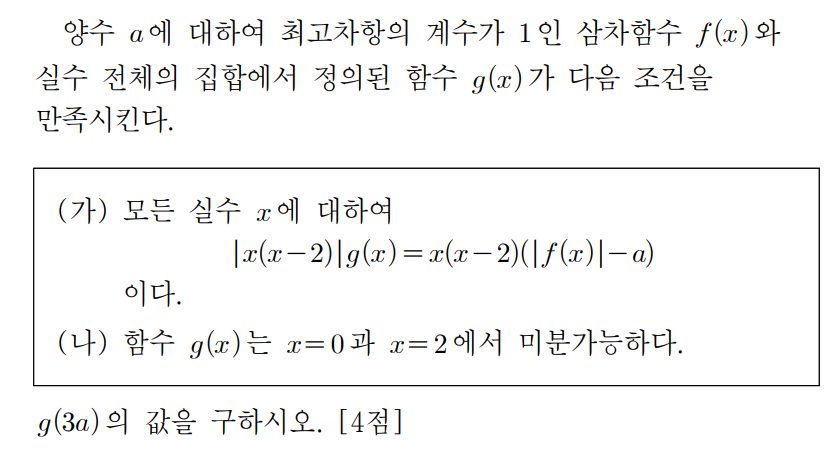 양수 a에 대하여 최고차항의 계수가 1인 삼차함수 f(x)와
실수 전체의 집합에서 정의된 함수 g(x)가 다음 조건을
만족시킨다.
(가) 모든 실수 x에 대하여
|x(x-2)|g(x)=x(x-2)(|f(x)|-a)
이다.
(나) 함수 g(x)는 x=0과 x=2에서 미분가능하다.
g(3a)의 값을 구하시오. [4점]